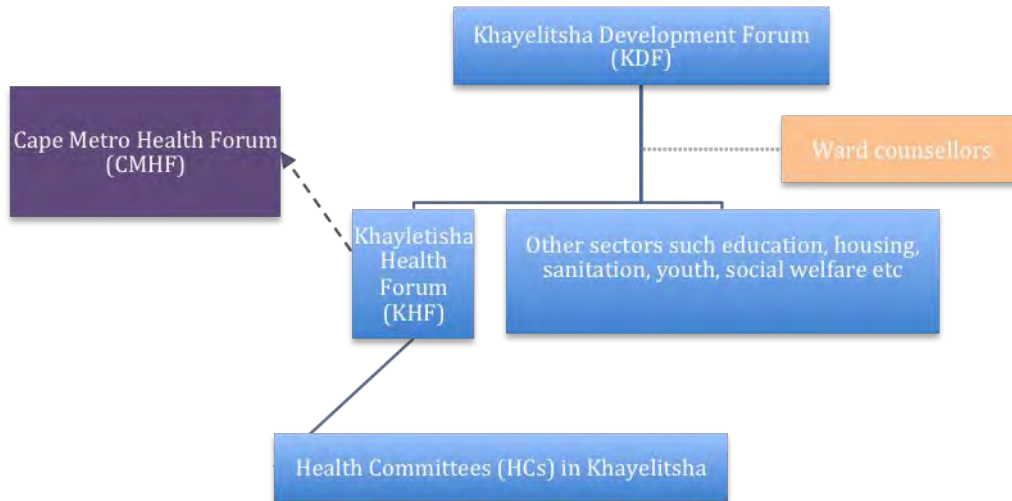 Khayelitsha Development Forum
(KDF)
Cape Metro Health Forum
(CMHF)
Ward counsellors
Khayletisha
Health
Forum
(KHF)
Other sectors such education, housing,
sanitation, youth, social welfare etc
Health Committees (HCs) in Khayelitsha